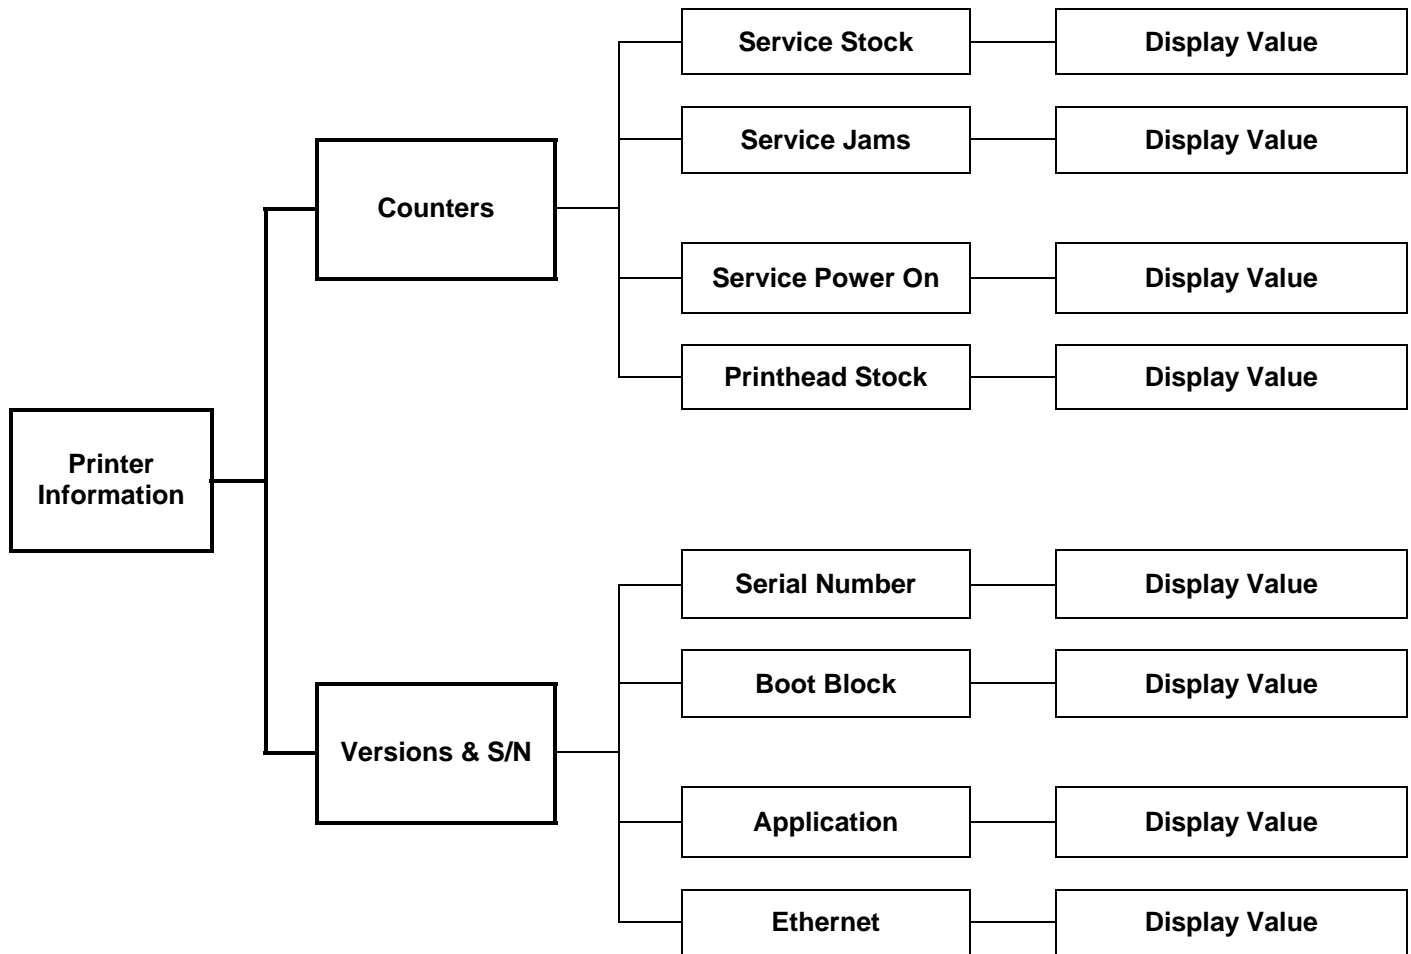 Service Stock
Display Value
Service Jams
Display Value
Counters
Service Power On
Display Value
Printhead Stock
Display Value
Printer
Information
Serial Number
Display Value
Boot Block
Display Value
Versions & S/N
Application
Display Value
Ethernet
Display Value